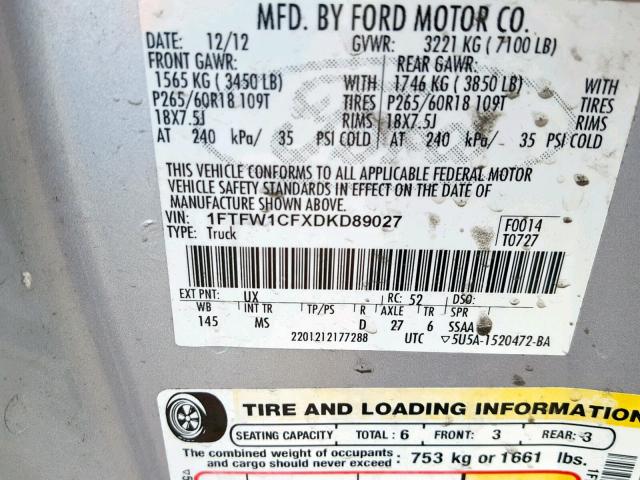 MFD. BY FORD MOTOR CO.
DATE: 12/12 GVWR: 3221 KG ( 7100 LB)
FRONT GAWR: REAR GAWR:
1565 KG ( 3450 LB) WITH 1746 KG ( 3850 LB) WITH
P265/60R18 109T TIRES P265/60R18 109T TIRES
18X7.5J RIMS 18X7.5J RIMS
AT 240 kPa/ 35 PSI COLD AT 240 kPa/ 35 PSI COLD
THIS VEHICLE CONFORMS TO ALL APPLICABLE FEDERAL MOTOR
VEHICLE SAFETY STANDARDS IN EFFECT ON THE DATE OF
MANUFACTURE SHOWN ABOVE.
VIN: 1FTFW1CFXDKD89027 F0014
TYPE: Truck T0727
EXT PNT: UX RC: 52 DSO:
WB INT TR TP/PS R AXLE TR SPR
145 MS D 27 6 SSAA
2201212177288 UTC ▽5U5A-1520472-BA
TIRE AND LOADING INFORMATION
SEATING CAPACITY TOTAL : 6 FRONT : 3 REAR : 3
The combined weight of occupants
and cargo should never exceed : 753 kg or 1661 lbs.